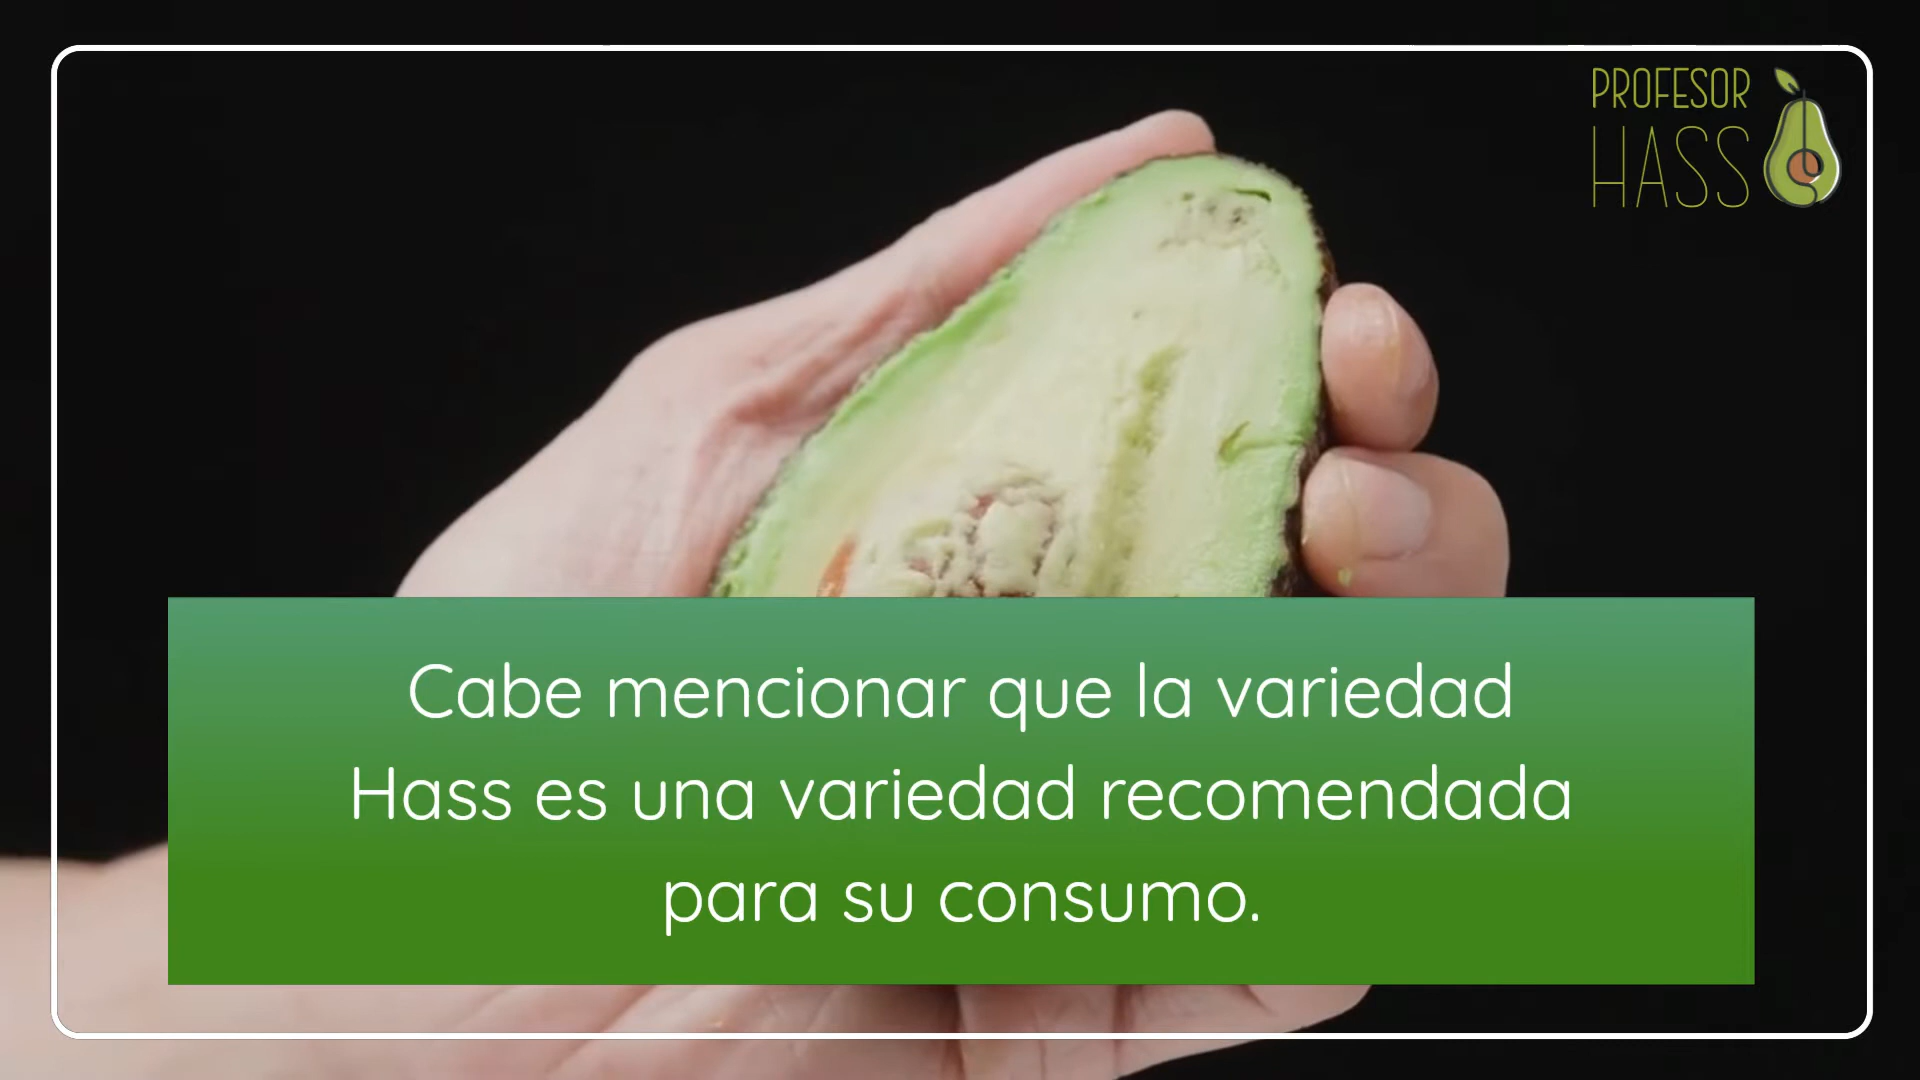 PROFESOR
HASS
Cabe mencionar que la variedad
Hass es una variedad recomendada
para su consumo.